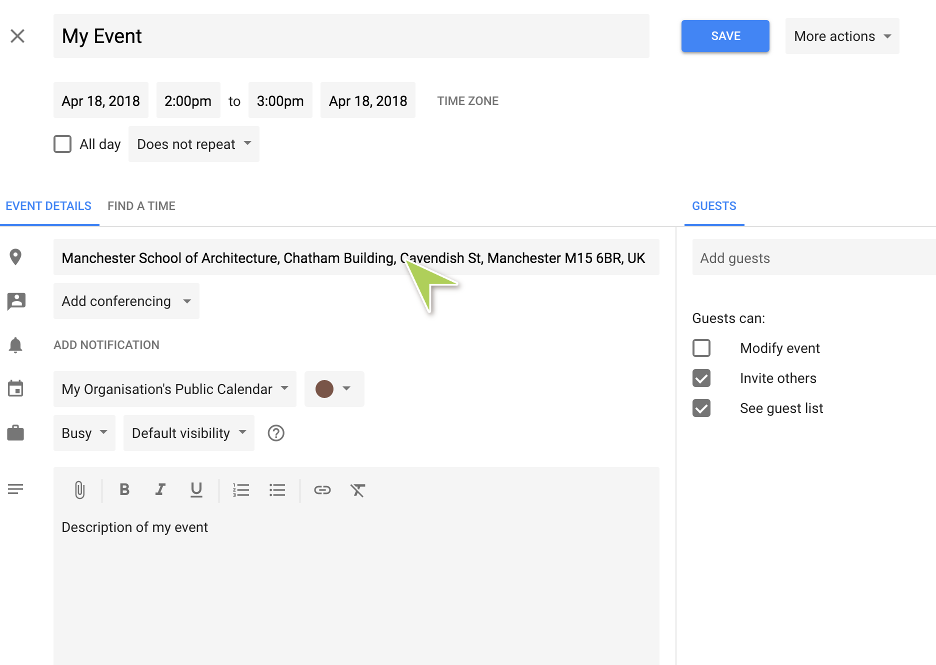 My Event
SAVE
More actions
Apr 18, 2018 2:00pm to 3:00pm Apr 18, 2018 TIME ZONE
All day Does not repeat
EVENT DETAILS FIND A TIME
GUESTS
Manchester School of Architecture, Chatham Building, Cavendish St, Manchester M15 6BR, UK
Add guests
Add conferencing
Guests can:
ADD NOTIFICATION
Modify event
My Organisation's Public Calendar
Invite others
See guest list
Busy Default visibility
B I U
Description of my event